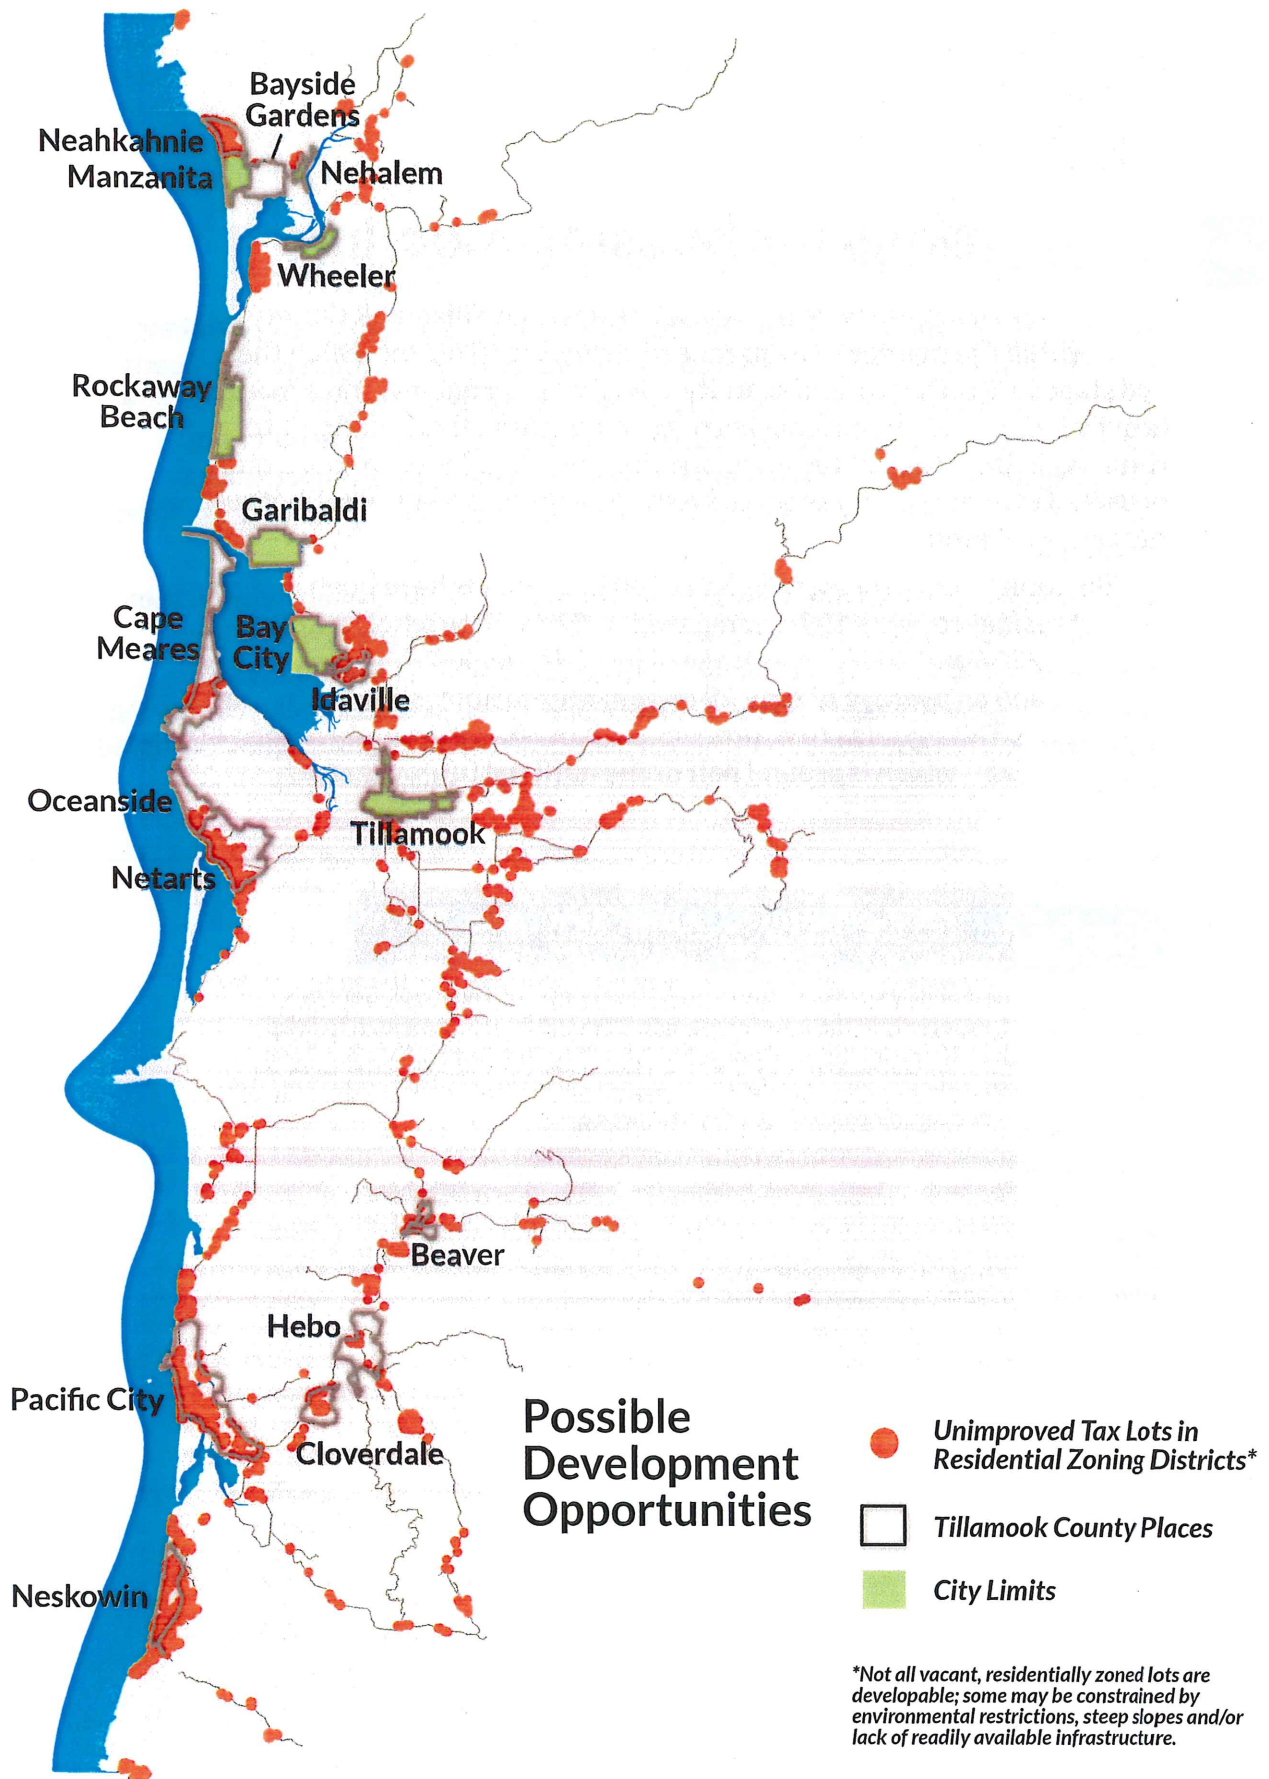 Bayside
Gardens
Neahkahnie
Manzanita
Nehalem
Wheeler
Rockaway
Beach
Garibaldi
Cape
Meares
Bay
City
Idaville
Oceanside
Tillamook
Netarts
Beaver
Hebo
Pacific City
Cloverdale
Neskowin
Possible
Development
Opportunities
Unimproved Tax Lots in
Residential Zoning Districts*
Tillamook County Places
City Limits
*Not all vacant, residentially zoned lots are
developable; some may be constrained by
environmental restrictions, steep slopes and/or
lack of readily available infrastructure.